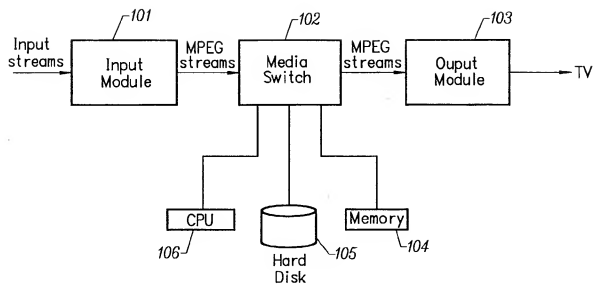 101
102
103
Input
streams
Input
Module
MPEG
streams
Media
Switch
MPEG
streams
Ouput
Module
TV
CPU
106
Hard
Disk
105
Memory
104